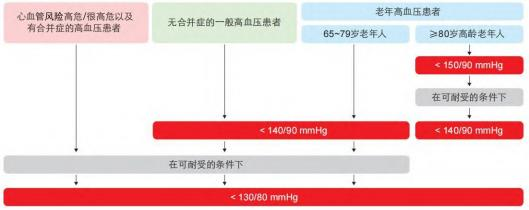 心血管风险高危/很高危以及
有合并症的高血压患者
无合并症的一般高血压患者
老年高血压患者
65~79岁老年人
≥80岁高龄老年人
< 150/90 mmHg
在可耐受的条件下
< 140/90 mmHg
< 140/90 mmHg
在可耐受的条件下
< 130/80 mmHg